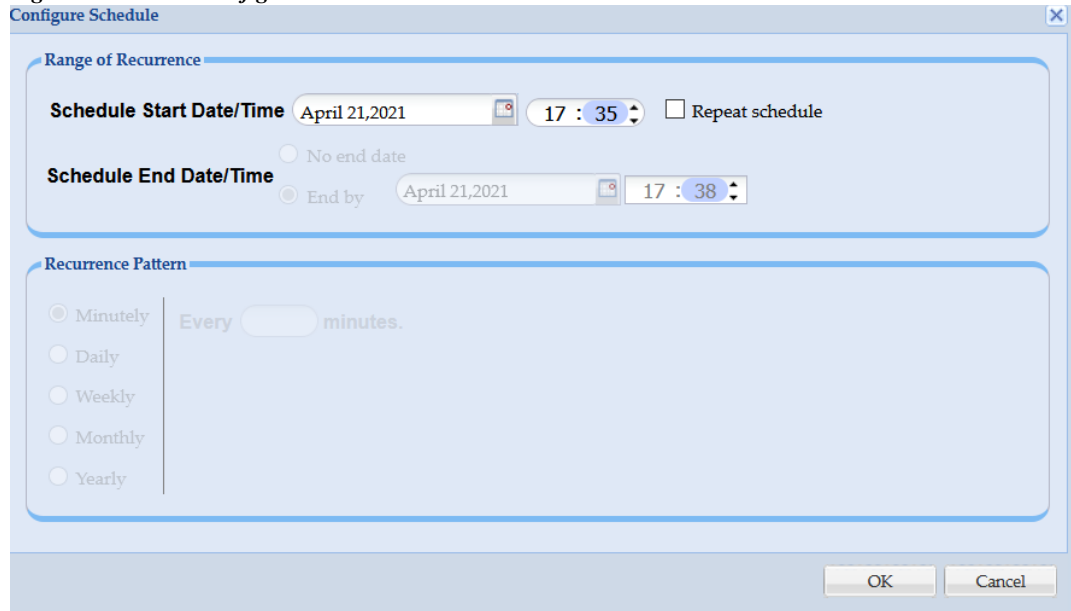 Configure Schedule
Range of Recurrence
Schedule Start Date/Time April 21,2021 17 : 35 Repeat schedule
No end date
Schedule End Date/Time
End by April 21,2021 17 : 38
Recurrence Pattern
Minutely Every minutes.
Daily
Weekly
Monthly
Yearly
OK Cancel